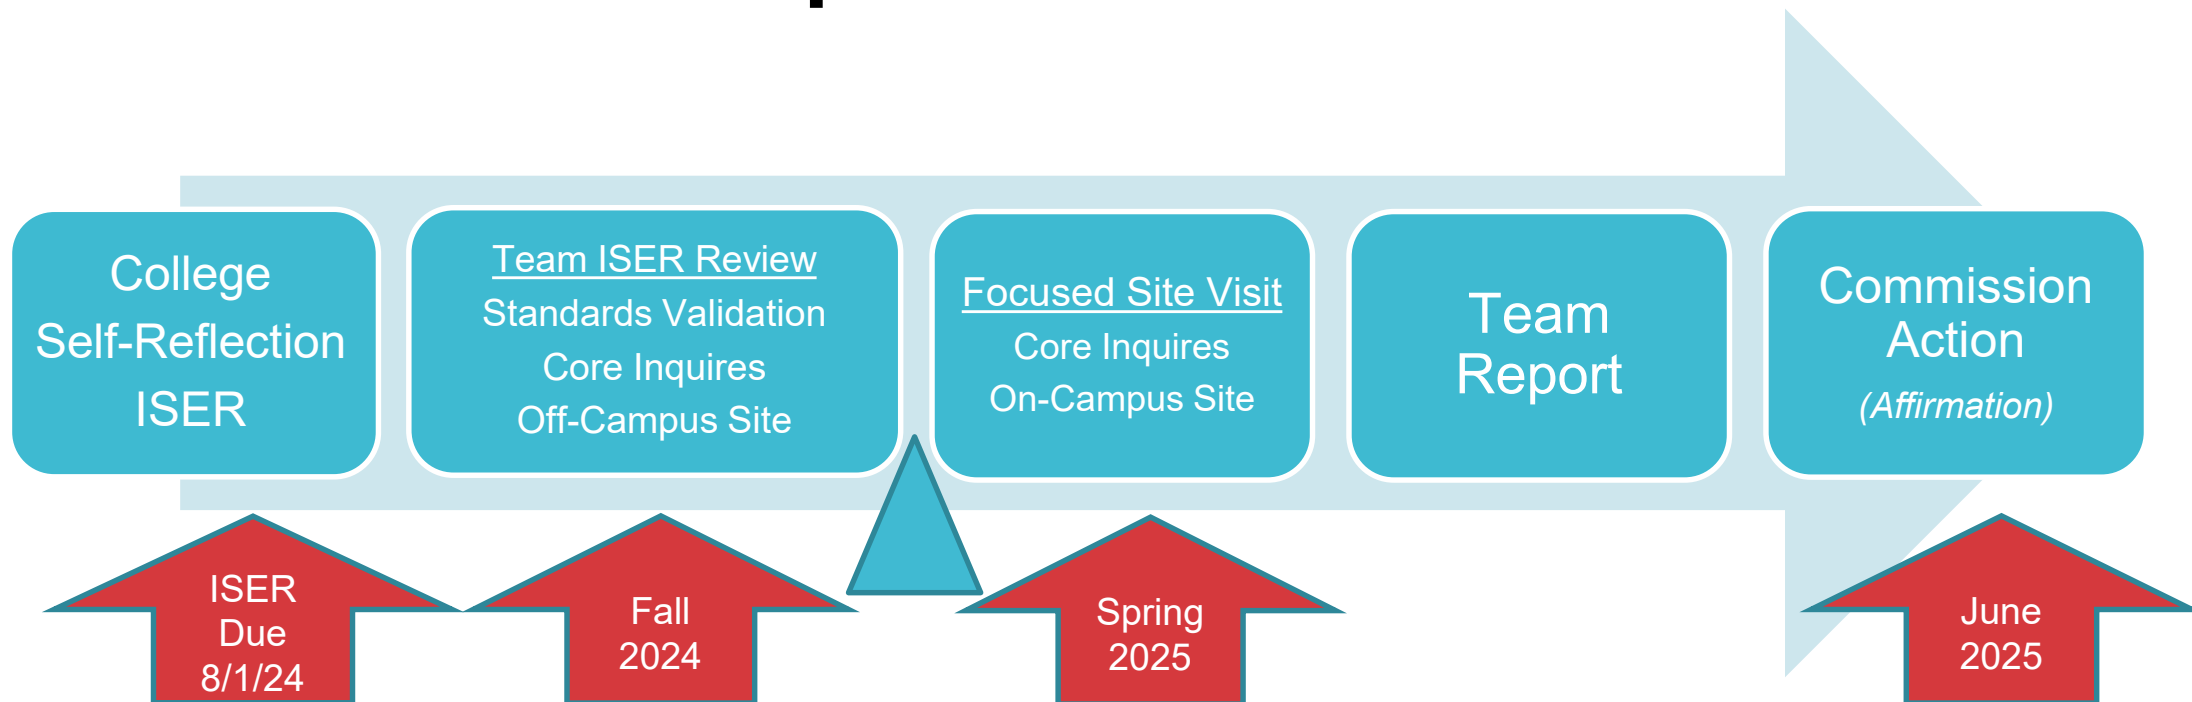 College
Self-Reflection
ISER
Team ISER Review
Standards Validation
Core Inquires
Off-Campus Site
Focused Site Visit
Core Inquires
On-Campus Site
Team
Report
Commission
Action
(Affirmation)
ISER
Due
8/1/24
Fall
2024
Spring
2025
June
2025